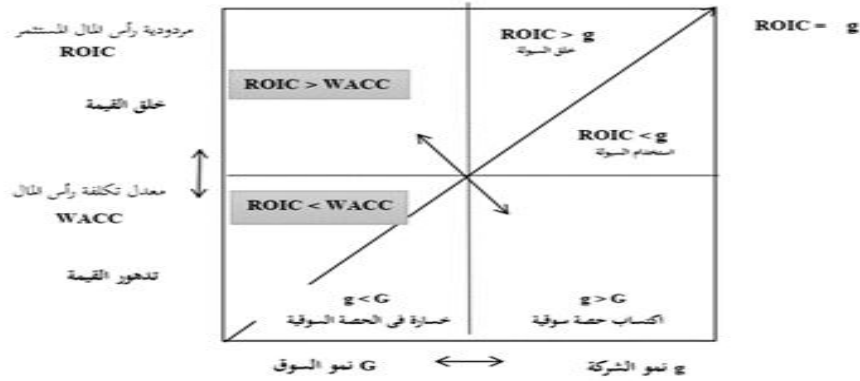 مردودية رأس المال المستثمر
ROIC
خلق القيمة
معدل تكلفة رأس المال
WACC
تدهور القيمة
ROIC > WACC
ROIC < WACC
ROIC > g
خلق السيولة
ROIC < g
استخدام السيولة
ROIC = g
g < G
خسارة في الحصة السوقية
g > G
اكتساب حصة سوقية
G نمو السوق
g نمو الشركة